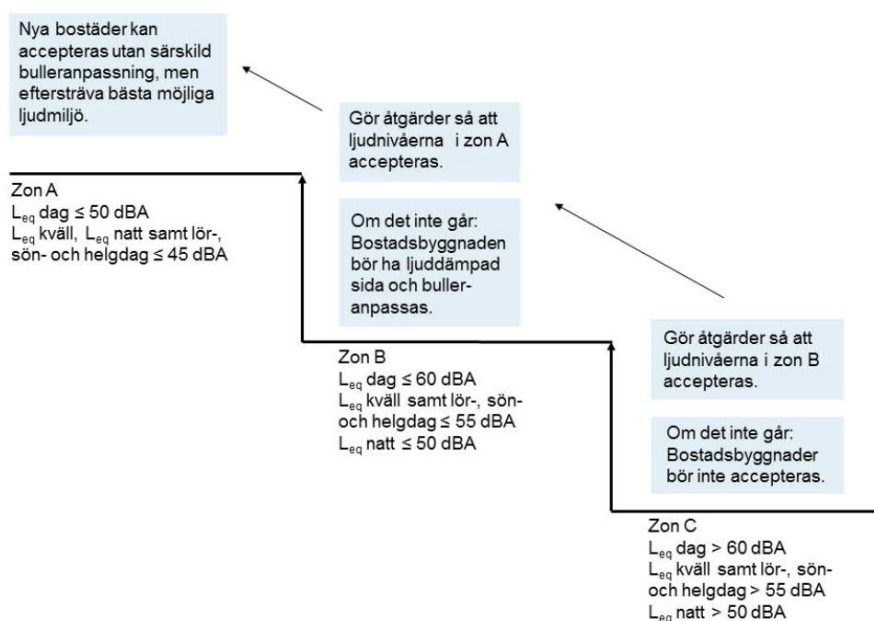 Nya bostäder kan
accepteras utan särskild
bulleranpassning, men
eftersträva bästa möjliga
ljudmiljö.
Zon A
Leq dag ≤ 50 dBA
Leq kväll, Leq natt samt lör-,
sön- och helgdag ≤ 45 dBA
Gör åtgärder så att
ljudnivåerna i zon A
accepteras.
Om det inte går:
Bostadsbyggnaden
bör ha ljuddämpad
sida och buller-
anpassas.
Zon B
Leq dag ≤ 60 dBA
Leq kväll samt lör-, sön-
och helgdag ≤ 55 dBA
Leq natt ≤ 50 dBA
Gör åtgärder så att
ljudnivåerna i zon B
accepteras.
Om det inte går:
Bostadsbyggnader
bör inte accepteras.
Zon C
Leq dag > 60 dBA
Leq kväll samt lör-, sön-
och helgdag > 55 dBA
Leq natt > 50 dBA